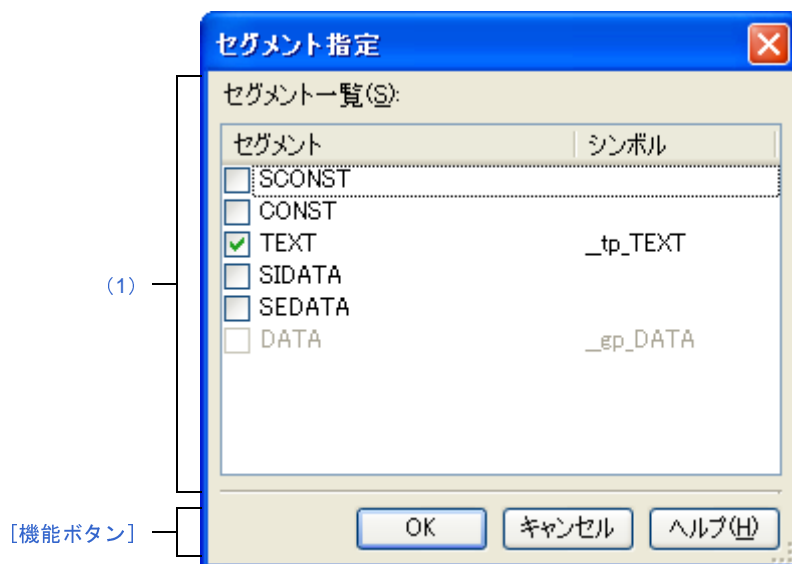 セグメント指定
セグメント一覧(S):
セグメント シンボル
SCONST
CONST
TEXT __tp_TEXT
(1)
SIDATA
SEDATA
DATA __gp_DATA
[機能ボタン]
OK キャンセル ヘルプ(H)